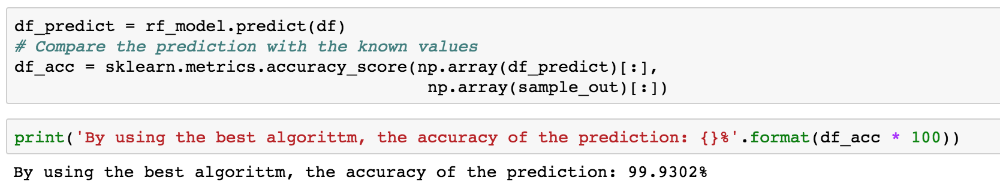 df_predict = rf_model.predict(df)
# Compare the prediction with the known values
df_acc = sklearn.metrics.accuracy_score(np.array(df_predict)[:],
np.array(sample_out)[:])
print('By using the best algorittm, the accuracy of the prediction: {}%'.format(df_acc * 100))
By using the best algorittm, the accuracy of the prediction: 99.9302%